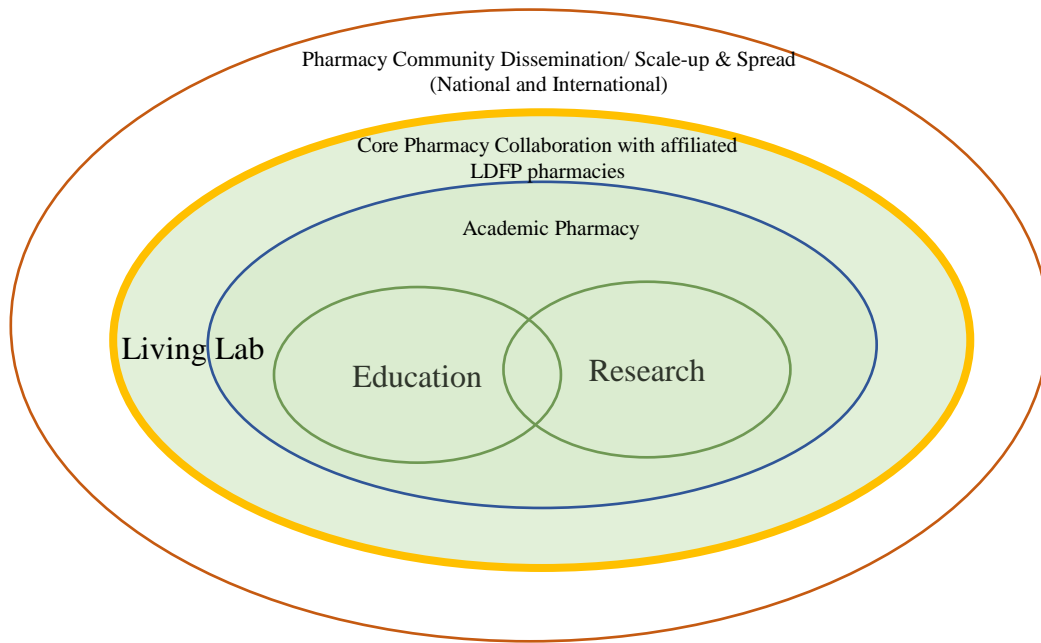 Pharmacy Community Dissemination/ Scale-up & Spread
(National and International)
Core Pharmacy Collaboration with affiliated
LDFP pharmacies
Academic Pharmacy
Living Lab
Education
Research